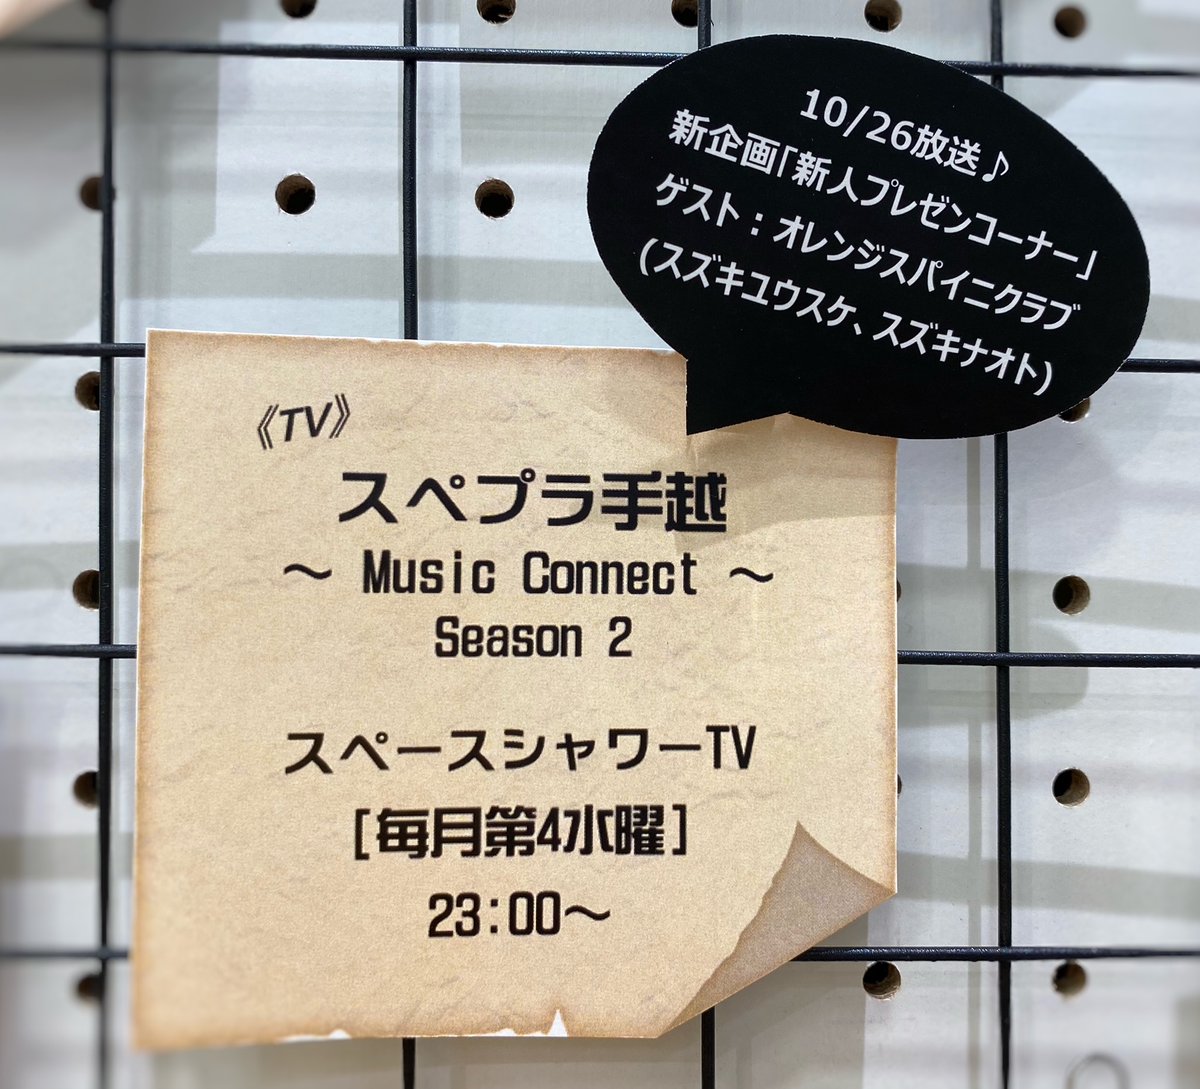 10/26放送♪
新企画「新人プレゼンコーナー」
ゲスト：オレンジスパイニクラブ
(スズキユウスケ、スズキナオト)
《TV》
スペプラ手越
～ Music Connect ～
Season 2
スペースシャワーTV
[毎月第4水曜]
23:00～